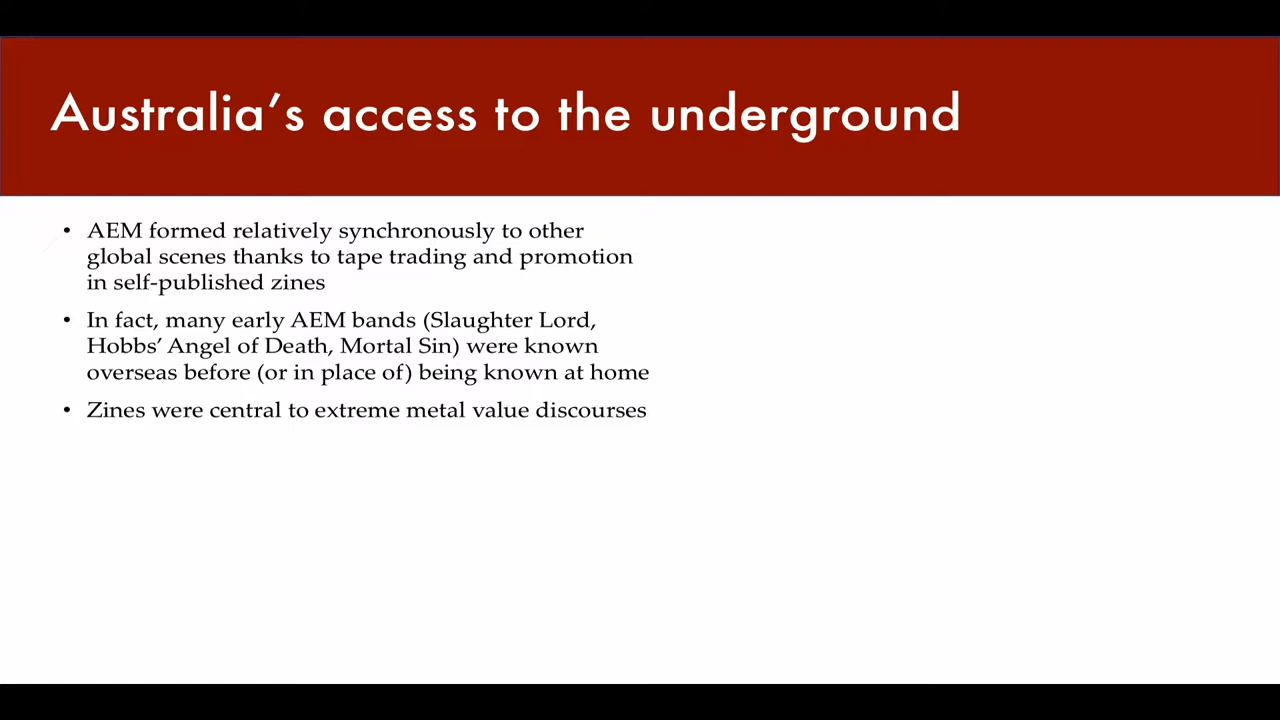 Australia’s access to the underground
• AEM formed relatively synchronously to other
global scenes thanks to tape trading and promotion
in self-published zines
• In fact, many early AEM bands (Slaughter Lord,
Hobbs’ Angel of Death, Mortal Sin) were known
overseas before (or in place of) being known at home
• Zines were central to extreme metal value discourses